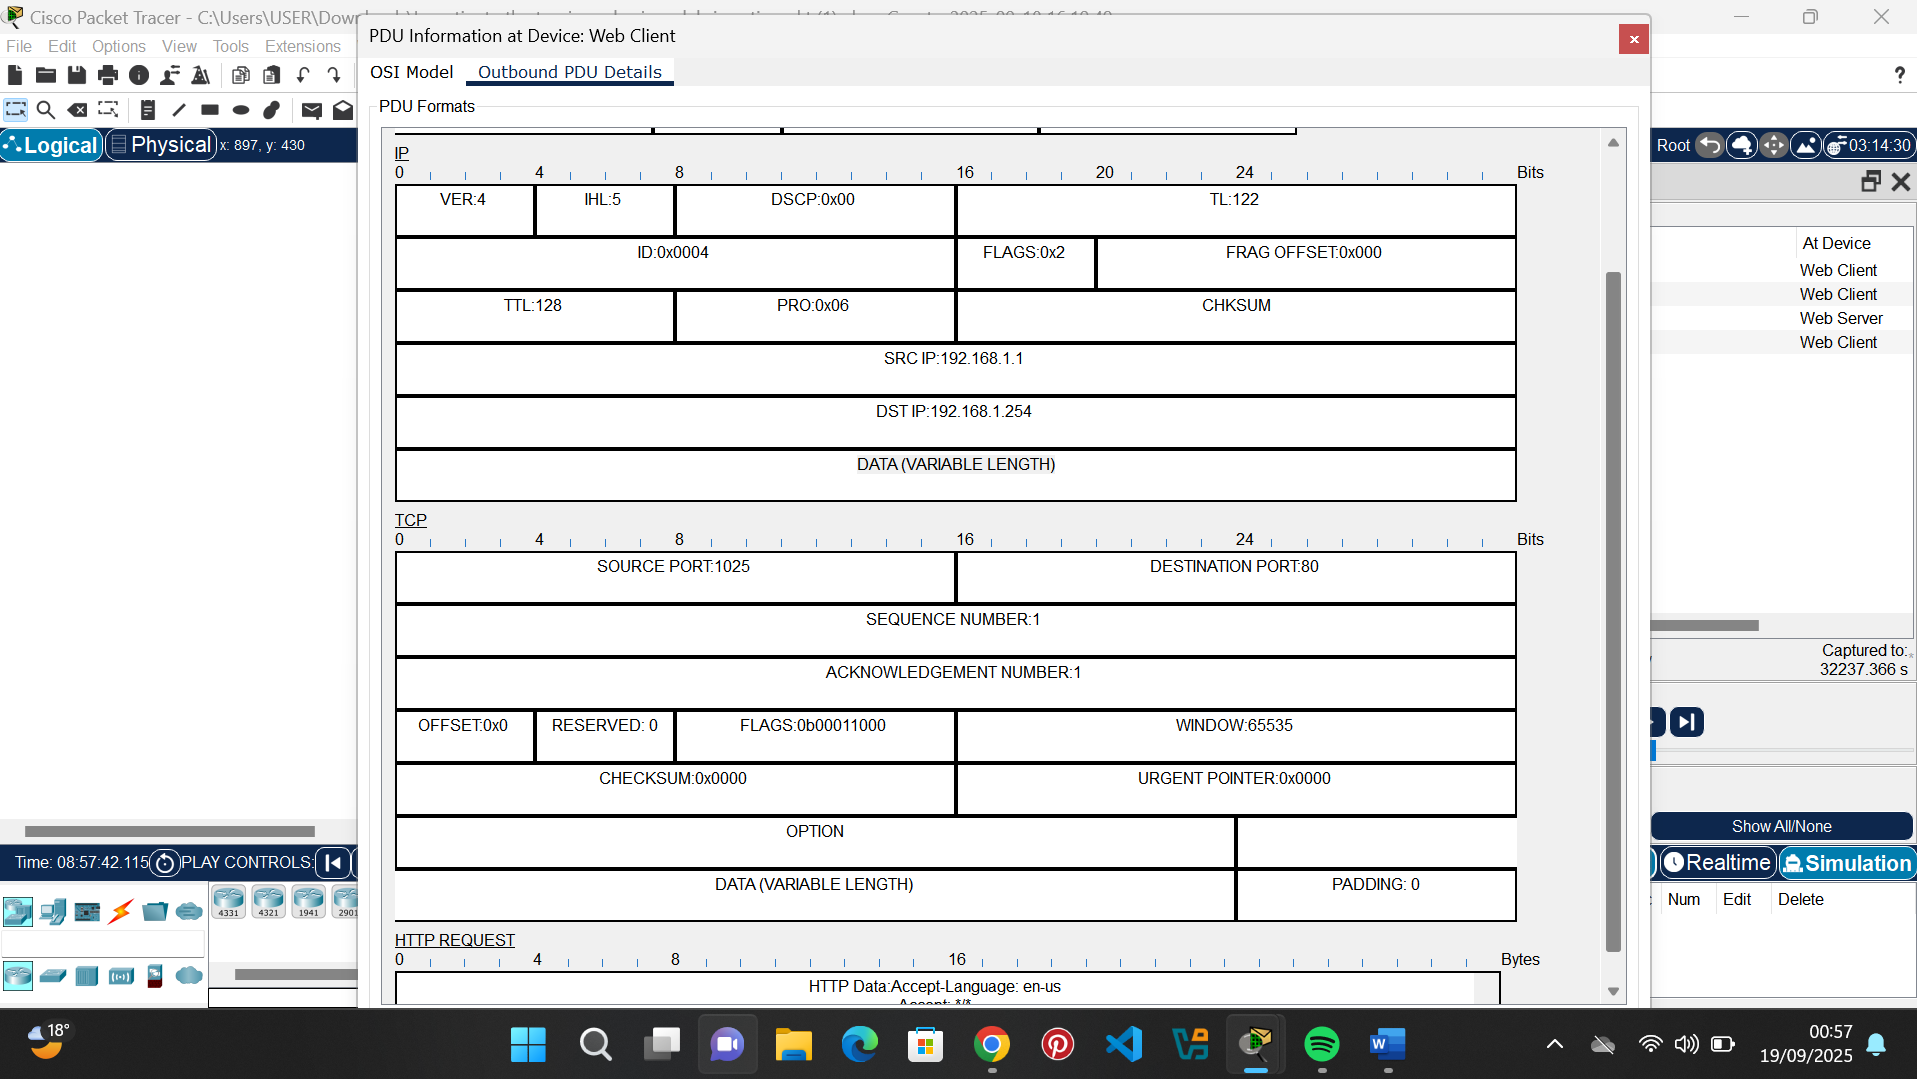 Cisco Packet Tracer - C:\Users\USER\Dow
PDU Information at Device: Web Client
File Edit Options View Tools Extensions
OSI Model Outbound PDU Details
PDU Formats
Logical Physical x: 897, y: 430
Root 03:14:30
IP
0 4 8 16 20 24 Bits
VER:4 IHL:5 DSCP:0x00 TL:122
ID:0x0004 FLAGS:0x2 FRAG OFFSET:0x000
TTL:128 PRO:0x06 CHKSUM
SRC IP:192.168.1.1
DST IP:192.168.1.254
DATA (VARIABLE LENGTH)
TCP
0 4 8 16 24 Bits
SOURCE PORT:1025 DESTINATION PORT:80
SEQUENCE NUMBER:1
ACKNOWLEDGEMENT NUMBER:1
OFFSET:0x0 RESERVED: 0 FLAGS:0b00011000 WINDOW:65535
CHECKSUM:0x0000 URGENT POINTER:0x0000
OPTION
DATA (VARIABLE LENGTH) PADDING: 0
HTTP REQUEST
0 4 8 16 Bytes
HTTP Data:Accept-Language: en-us
Accept: */*
At Device
Web Client
Web Client
Web Server
Web Client
Captured to:
32237.366 s
Show All/None
Time: 08:57:42.115 PLAY CONTROLS:
Realtime Simulation
4331 4321 1941 2901
Num Edit Delete
18°
00:57
19/09/2025